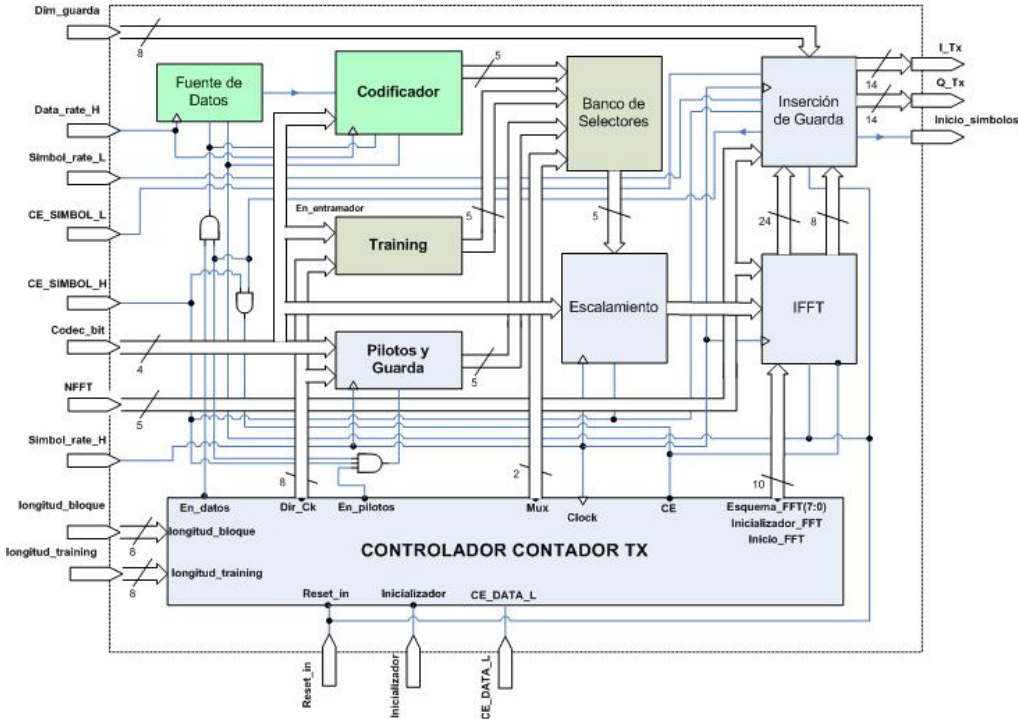 Dim_guarda
8
Fuente de
Datos
Codificador
5
Banco de
Selectores
Inserción
de Guarda
14
I_Tx
Q_Tx
14
Inicio_simbolos
Data_rate_H
Simbol_rate_L
CE_SIMBOL_L
En_entramador
Training
5
5
24
8
CE_SIMBOL_H
Escalamiento
IFFT
Codec_bit
4
Pilotos y
Guarda
5
NFFT
5
Simbol_rate_H
8
2
10
longitud_bloque
8
En_datos
Dir_Ck
En_pilotos
Mux
Clock
CE
Esquema_FFT(7:0)
Inicializador_FFT
Inicio_FFT
longitud_bloque
CONTROLADOR CONTADOR TX
longitud_training
8
longitud_training
Reset_in
Inicializador
CE_DATA_L
Reset_in
Inicializador
CE_DATA_L